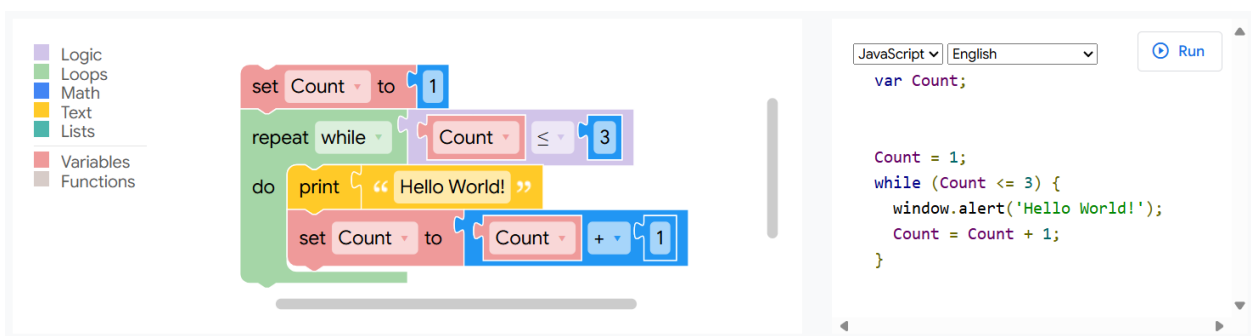 Logic
Loops
Math
Text
Lists
Variables
Functions
set Count to 1
repeat while Count ≤ 3
do print “ Hello World! ”
set Count to Count + 1
JavaScript English Run
var Count;
Count = 1;
while (Count <= 3) {
window.alert('Hello World!');
Count = Count + 1;
}